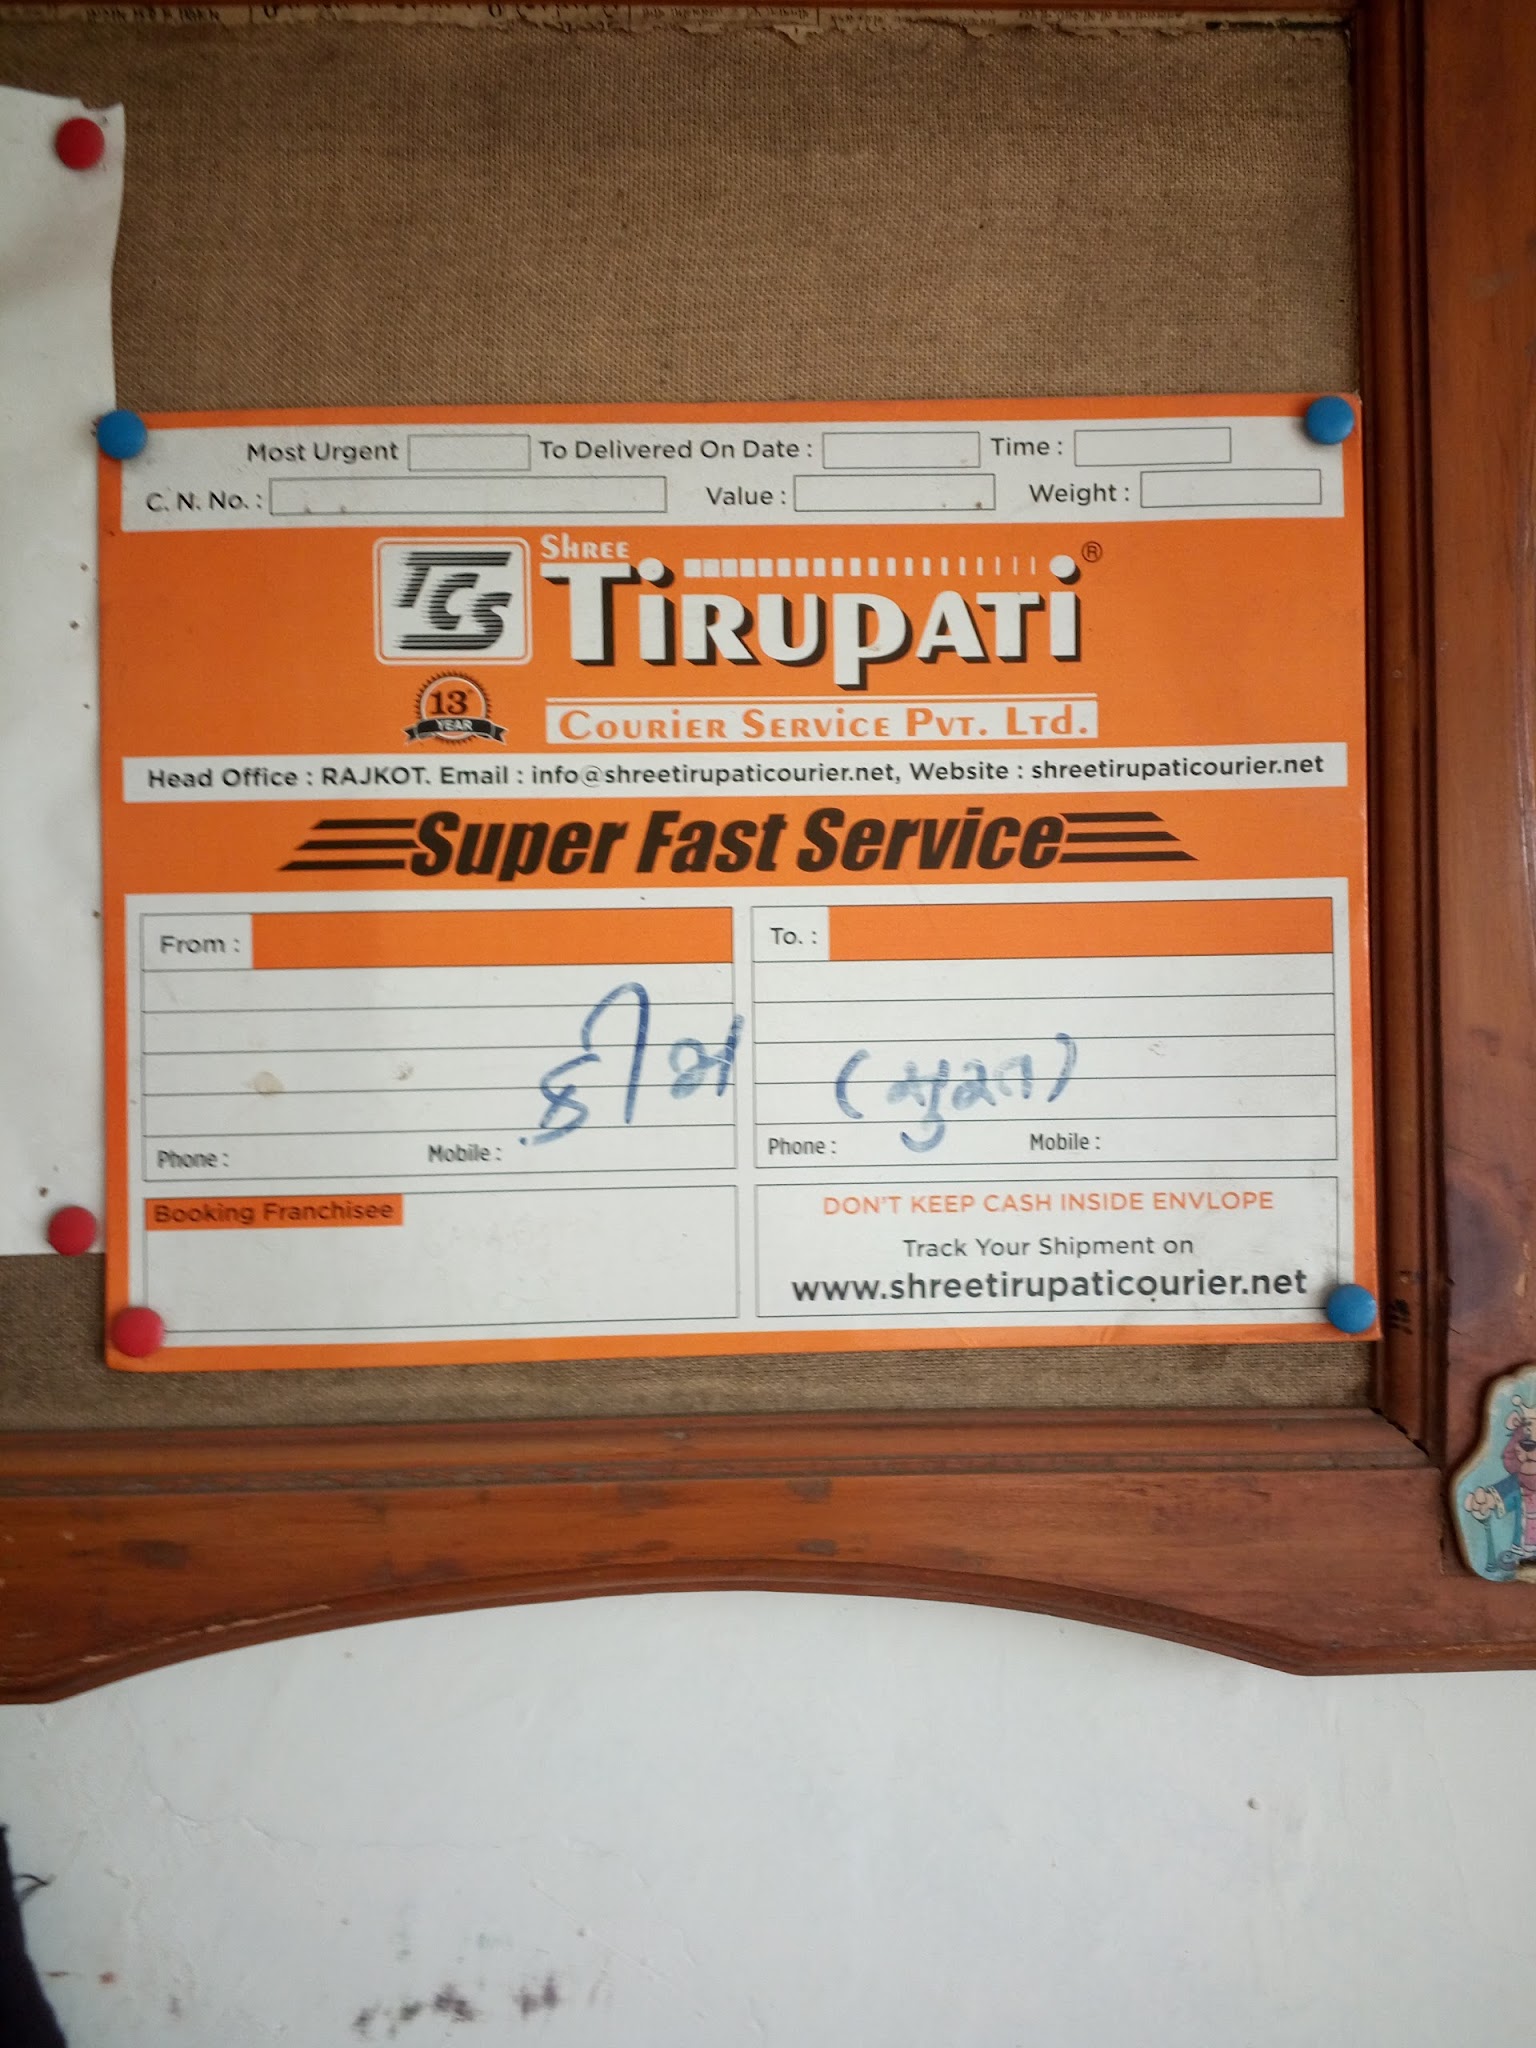 Most Urgent To Delivered On Date : Time :
C. N. No. : Value : Weight :
TCS
SHREE
TIRUPATI ®
13 YEAR
COURIER SERVICE PVT. LTD.
Head Office : RAJKOT. Email : info@shreetirupaticourier.net, Website : shreetirupaticourier.net
Super Fast Service
From : To. :
કીમ (સુરત)
Phone : Mobile : Phone : Mobile :
Booking Franchisee
DON'T KEEP CASH INSIDE ENVLOPE
Track Your Shipment on
www.shreetirupaticourier.net